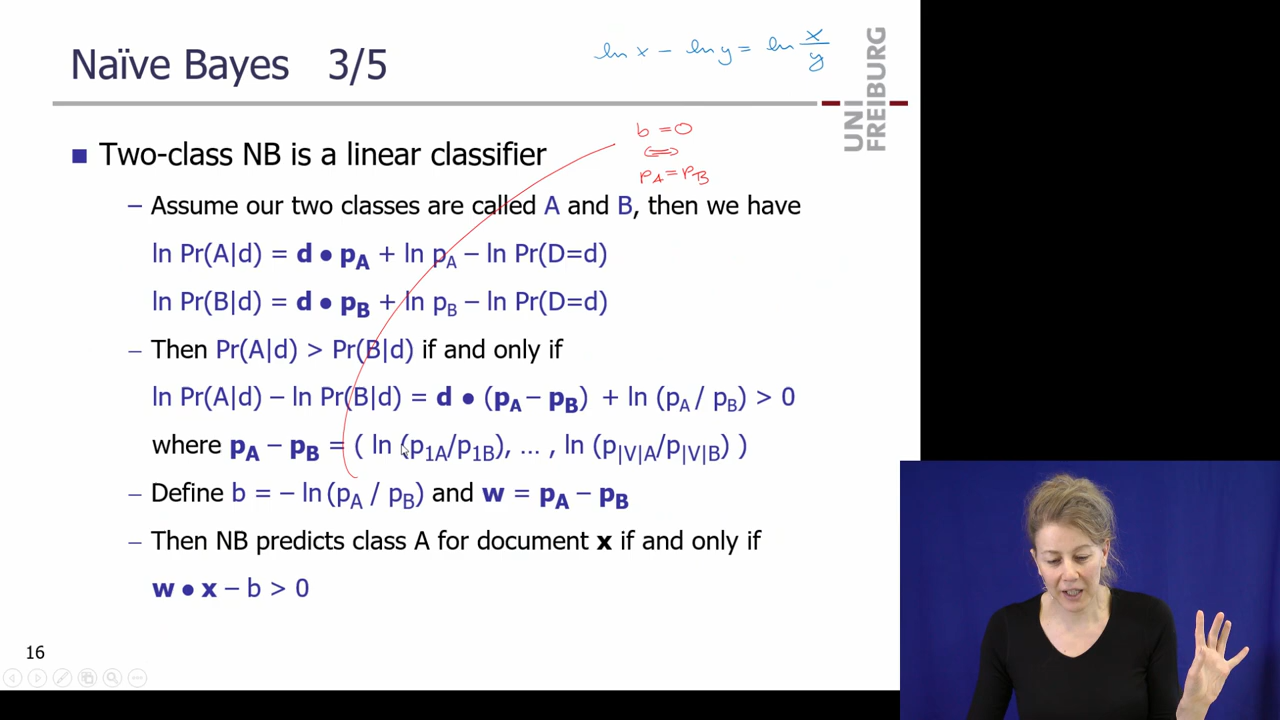 Naïve Bayes 3/5
ln x − ln y = ln x/y
UNI
FREIBURG
b = 0
⇔
pA = pB
■ Two-class NB is a linear classifier
– Assume our two classes are called A and B, then we have
ln Pr(A|d) = d • pA + ln pA – ln Pr(D=d)
ln Pr(B|d) = d • pB + ln pB – ln Pr(D=d)
– Then Pr(A|d) > Pr(B|d) if and only if
ln Pr(A|d) – ln Pr(B|d) = d • (pA – pB) + ln (pA / pB) > 0
where pA – pB = ( ln (p1A/p1B), … , ln (p|V|A/p|V|B) )
– Define b = – ln (pA / pB) and w = pA – pB
– Then NB predicts class A for document x if and only if
w • x – b > 0
16